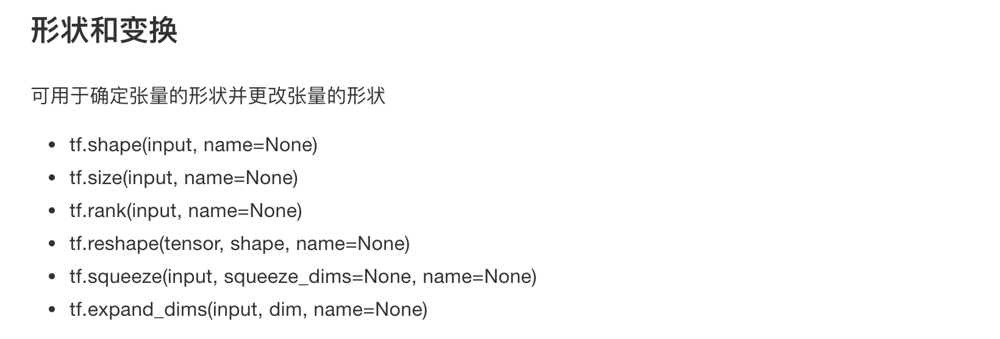 形状和变换
可用于确定张量的形状并更改张量的形状
• tf.shape(input, name=None)
• tf.size(input, name=None)
• tf.rank(input, name=None)
• tf.reshape(tensor, shape, name=None)
• tf.squeeze(input, squeeze_dims=None, name=None)
• tf.expand_dims(input, dim, name=None)